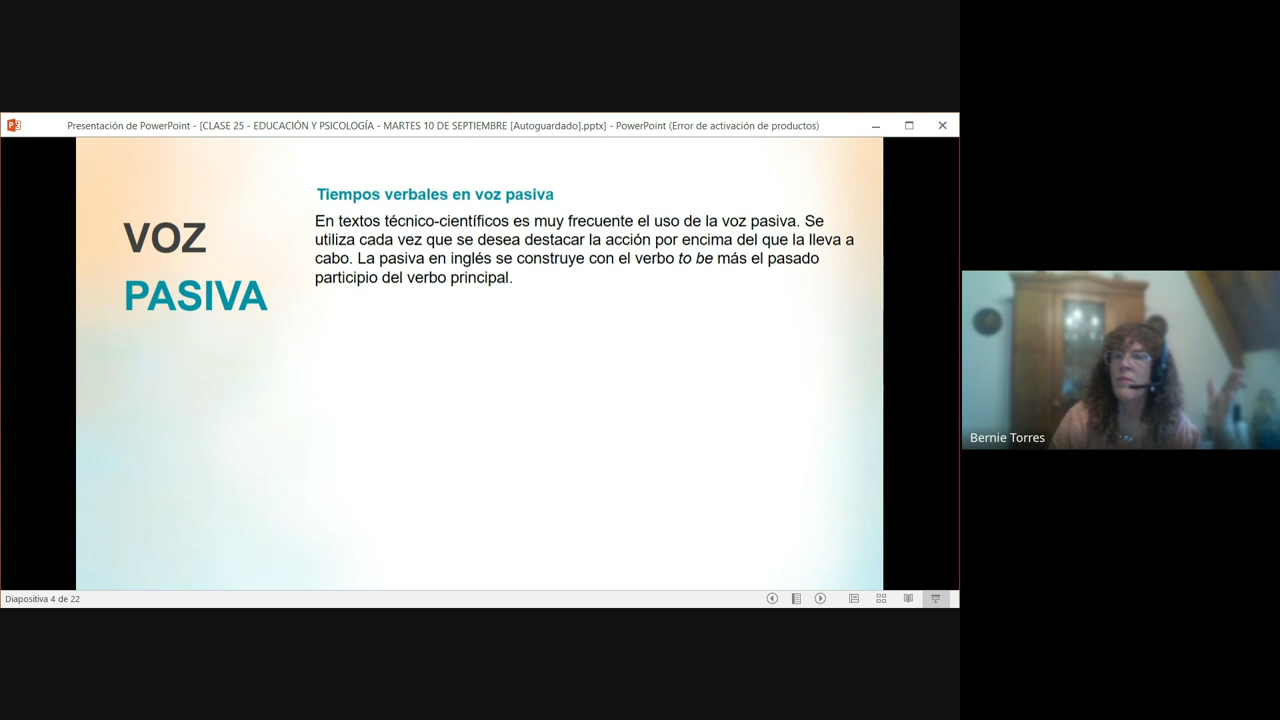 Presentación de PowerPoint - [CLASE 25 - EDUCACIÓN Y PSICOLOGÍA - MARTES 10 DE SEPTIEMBRE [Autoguardado].pptx] - PowerPoint (Error de activación de productos)
VOZ
PASIVA
Tiempos verbales en voz pasiva
En textos técnico-científicos es muy frecuente el uso de la voz pasiva. Se
utiliza cada vez que se desea destacar la acción por encima del que la lleva a
cabo. La pasiva en inglés se construye con el verbo to be más el pasado
participio del verbo principal.
Bernie Torres
Diapositiva 4 de 22